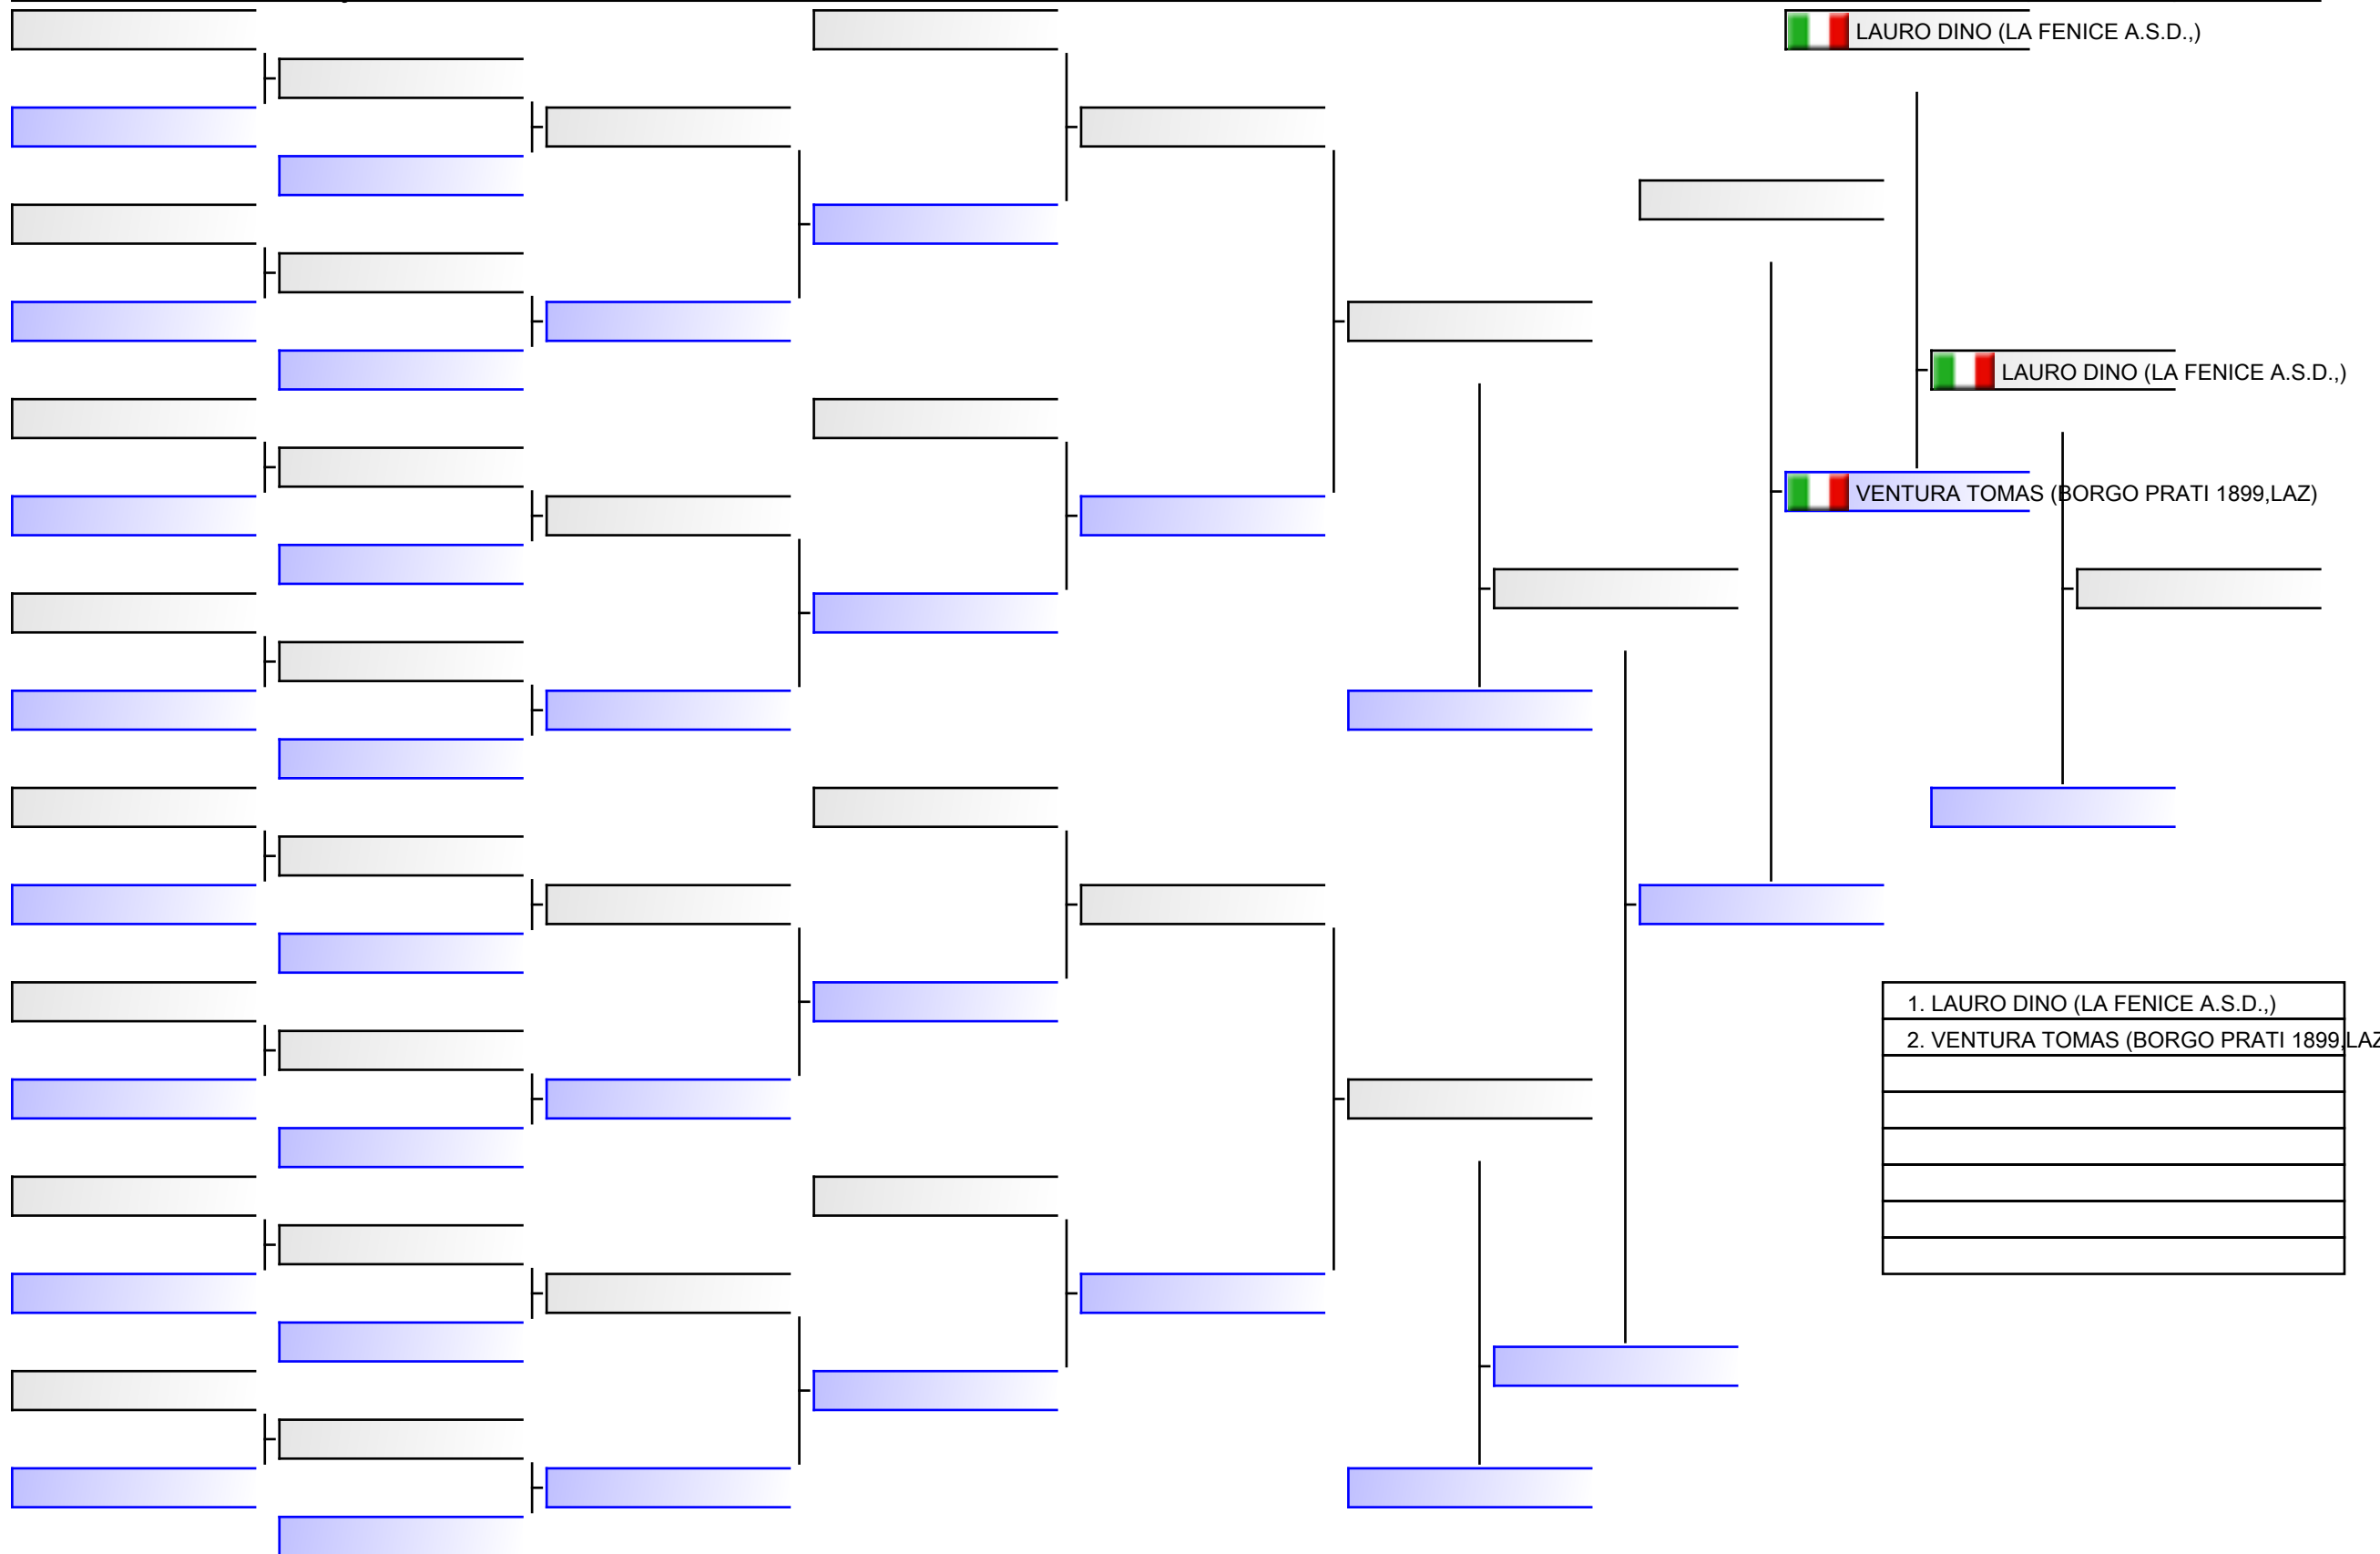 LAURO DINO (LA FENICE A.S.D.,)
LAURO DINO (LA FENICE A.S.D.,)
VENTURA TOMAS (BORGO PRATI 1899,LAZ)
1. LAURO DINO (LA FENICE A.S.D.,)
2. VENTURA TOMAS (BORGO PRATI 1899,LAZ